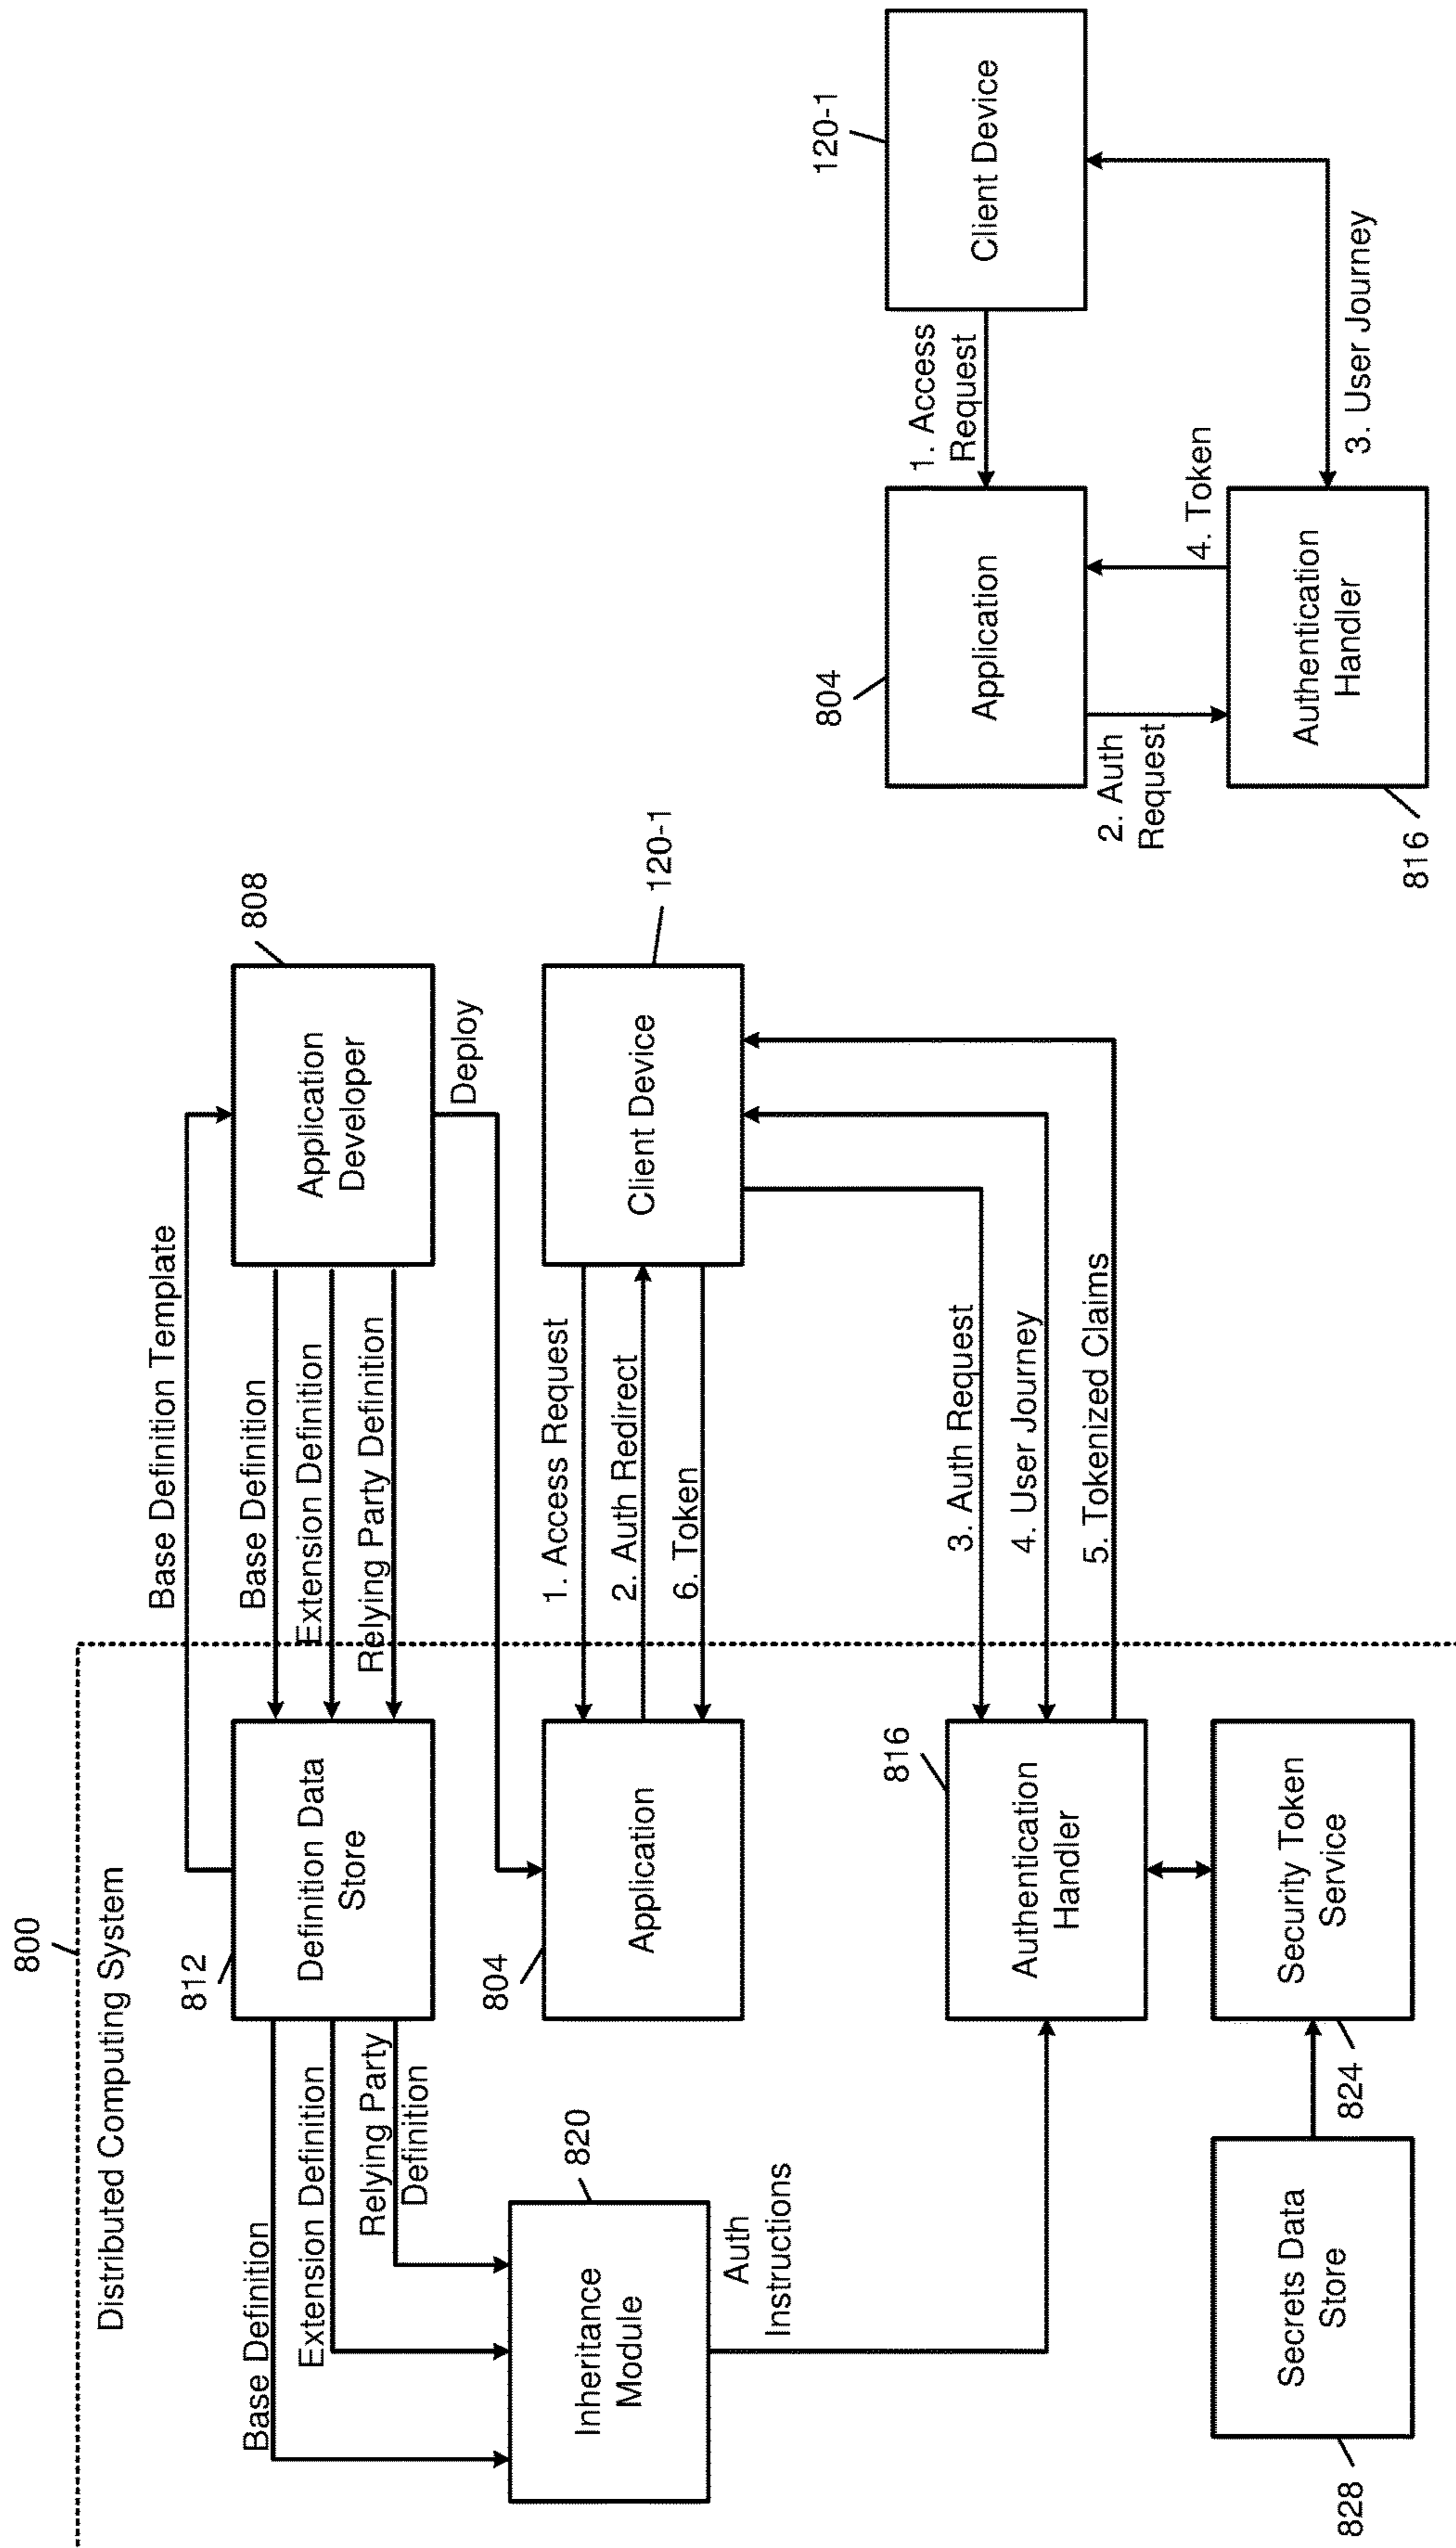 800
Distributed Computing System
Base Definition Template
812
Definition Data
Store
Base Definition
Extension Definition
Relying Party Definition
808
Application
Developer
Deploy
Base Definition
Extension Definition
Relying Party
Definition
820
Inheritance
Module
Auth
Instructions
804
Application
1. Access Request
2. Auth Redirect
6. Token
Client Device
120-1
816
Authentication
Handler
3. Auth Request
4. User Journey
5. Tokenized Claims
828
Secrets Data
Store
824
Security Token
Service
804
Application
1. Access
Request
120-1
Client Device
2. Auth
Request
4. Token
816
Authentication
Handler
3. User Journey